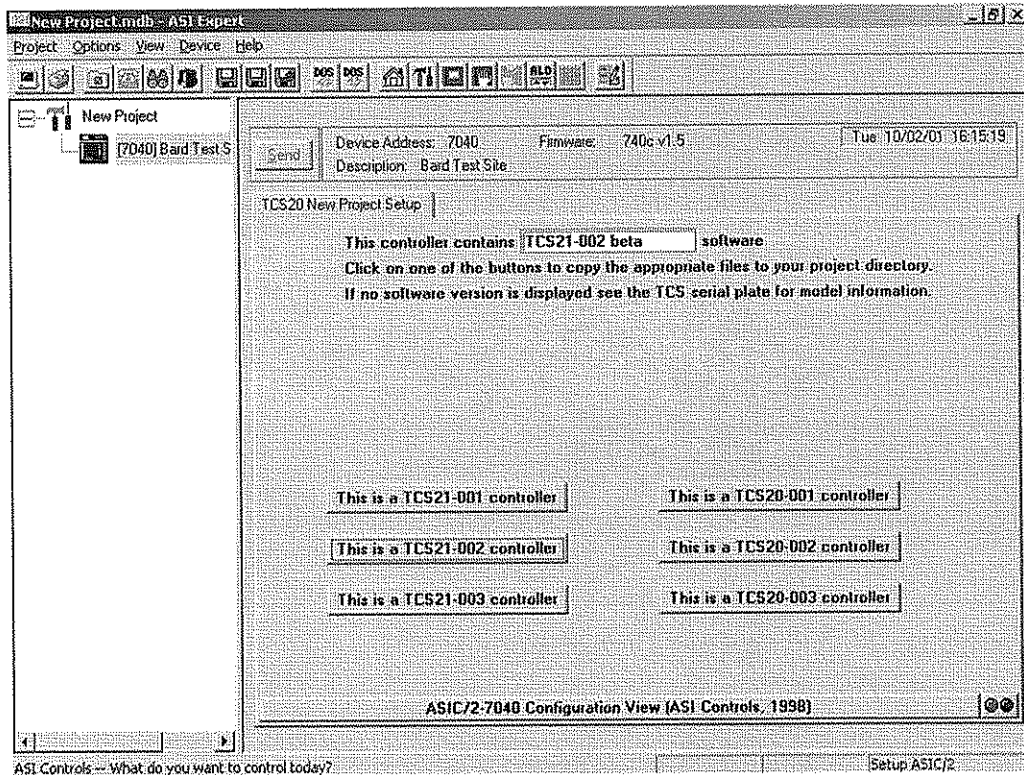 New Project.mdb - ASI Expert
Project Options View Device Help
DOS DOS ALD
New Project
[7040] Bard Test S
Send
Device Address: 7040 Firmware: 740c v1.5
Tue 10/02/01 16:15:19
Description: Bard Test Site
TCS20 New Project Setup
This controller contains TCS21-002 beta software
Click on one of the buttons to copy the appropriate files to your project directory.
If no software version is displayed see the TCS serial plate for model information.
This is a TCS21-001 controller This is a TCS20-001 controller
This is a TCS21-002 controller This is a TCS20-002 controller
This is a TCS21-003 controller This is a TCS20-003 controller
ASIC/2-7040 Configuration View (ASI Controls, 1998)
ASI Controls -- What do you want to control today? Setup ASIC/2